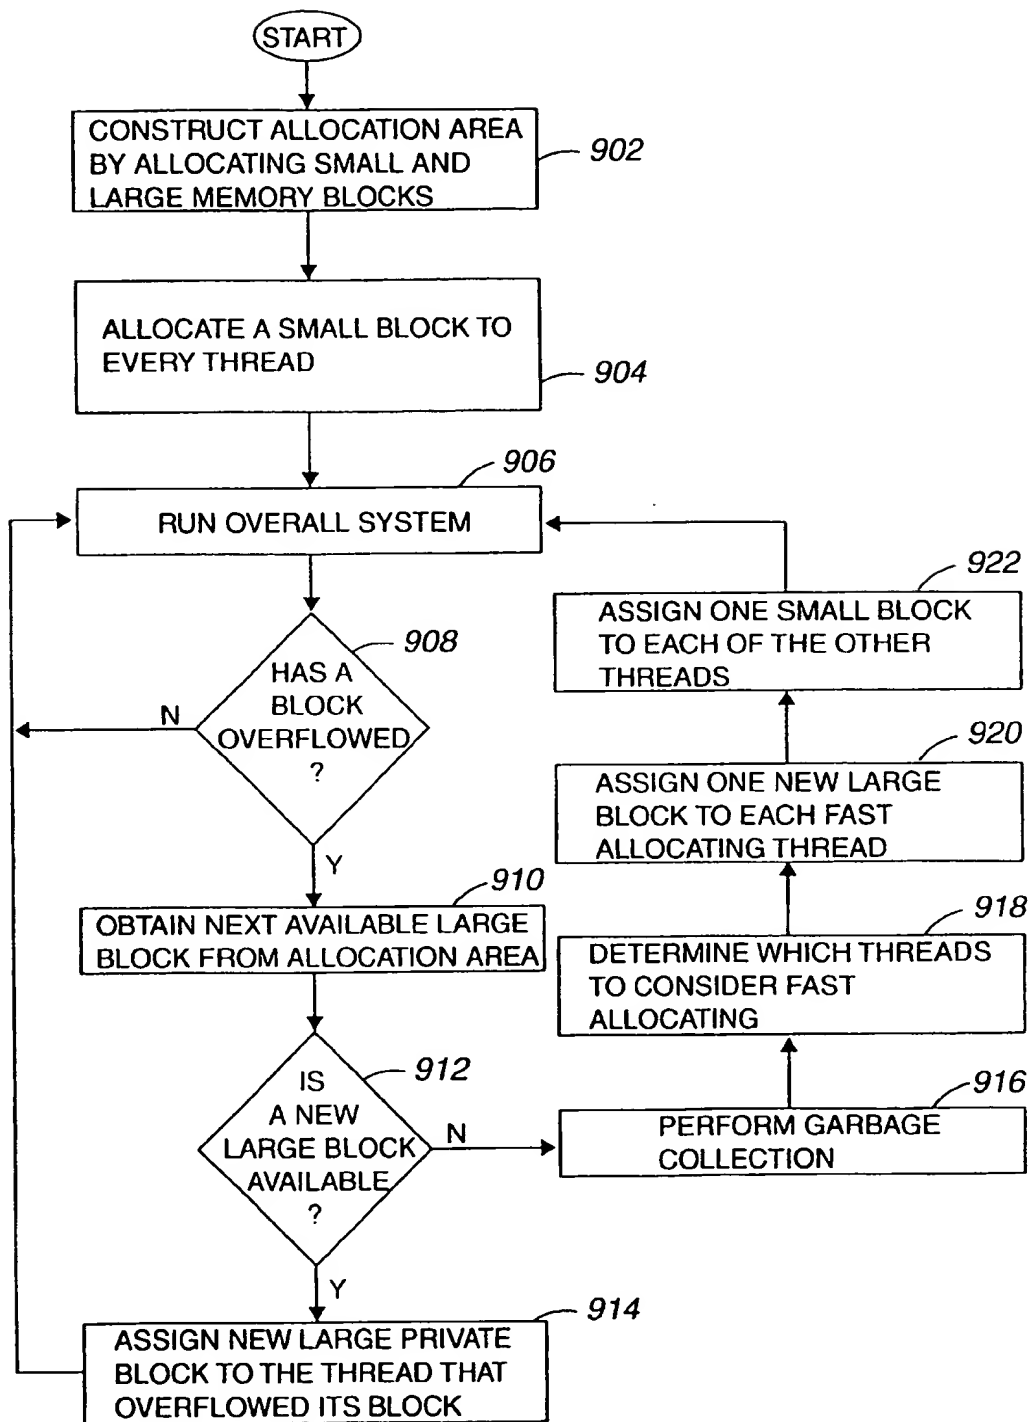 START
CONSTRUCT ALLOCATION AREA
BY ALLOCATING SMALL AND
LARGE MEMORY BLOCKS
902
ALLOCATE A SMALL BLOCK TO
EVERY THREAD
904
906
RUN OVERALL SYSTEM
908
HAS A
BLOCK
OVERFLOWED
?
N
Y
910
OBTAIN NEXT AVAILABLE LARGE
BLOCK FROM ALLOCATION AREA
912
IS
A NEW
LARGE BLOCK
AVAILABLE
?
N
Y
914
ASSIGN NEW LARGE PRIVATE
BLOCK TO THE THREAD THAT
OVERFLOWED ITS BLOCK
916
PERFORM GARBAGE
COLLECTION
918
DETERMINE WHICH THREADS
TO CONSIDER FAST
ALLOCATING
920
ASSIGN ONE NEW LARGE
BLOCK TO EACH FAST
ALLOCATING THREAD
922
ASSIGN ONE SMALL BLOCK
TO EACH OF THE OTHER
THREADS